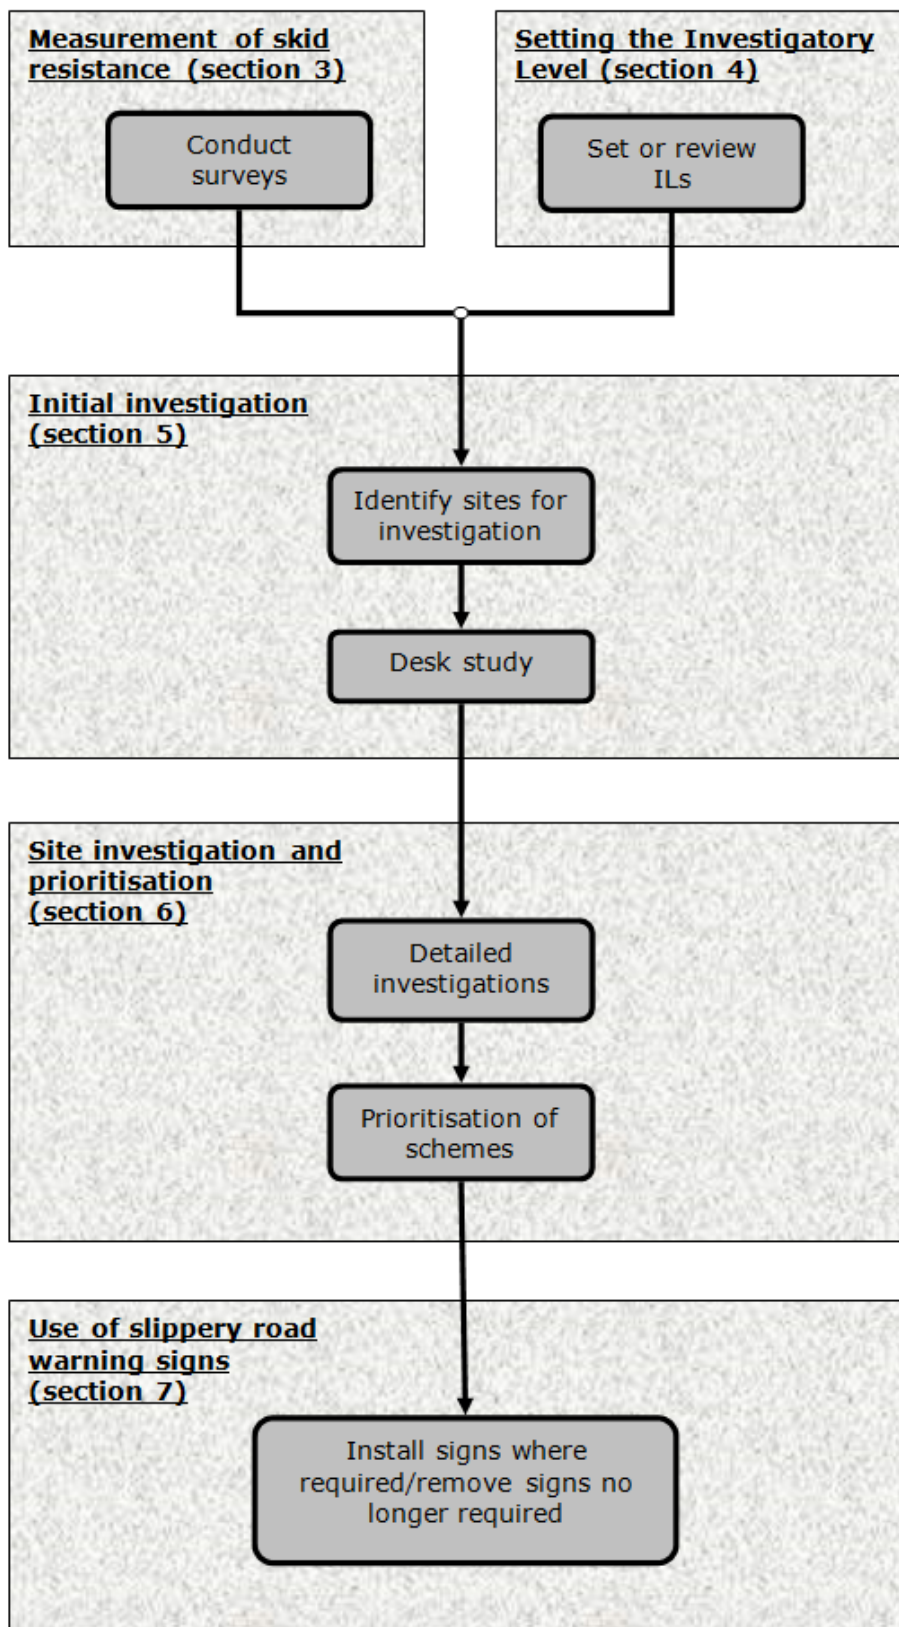 Measurement of skid
resistance (section 3)
Conduct
surveys
Setting the Investigatory
Level (section 4)
Set or review
ILs
Initial investigation
(section 5)
Identify sites for
investigation
Desk study
Site investigation and
prioritisation
(section 6)
Detailed
investigations
Prioritisation of
schemes
Use of slippery road
warning signs
(section 7)
Install signs where
required/remove signs no
longer required